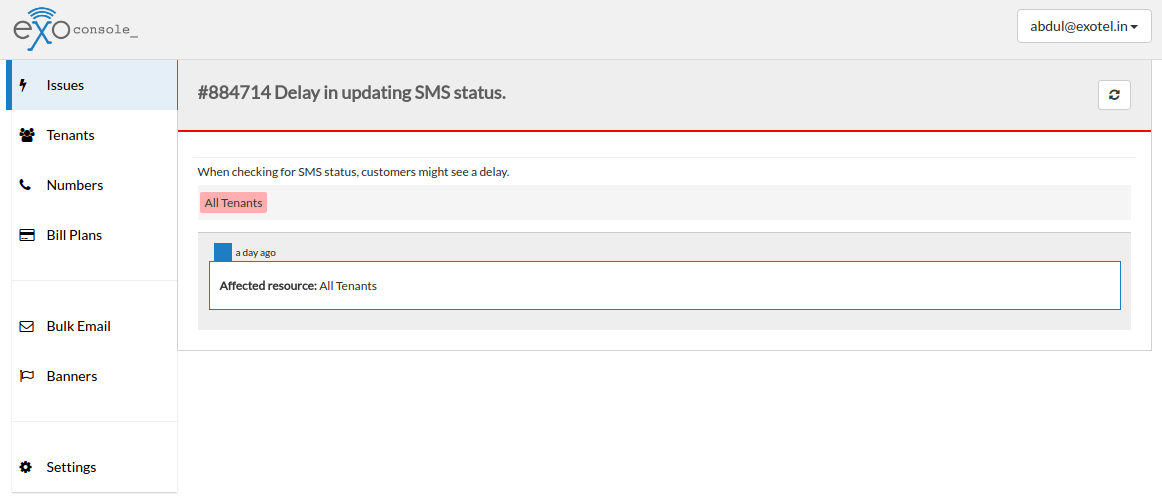 exo console_
abdul@exotel.in
Issues
#884714 Delay in updating SMS status.
Tenants
Numbers
Bill Plans
Bulk Email
Banners
Settings
When checking for SMS status, customers might see a delay.
All Tenants
a day ago
Affected resource: All Tenants